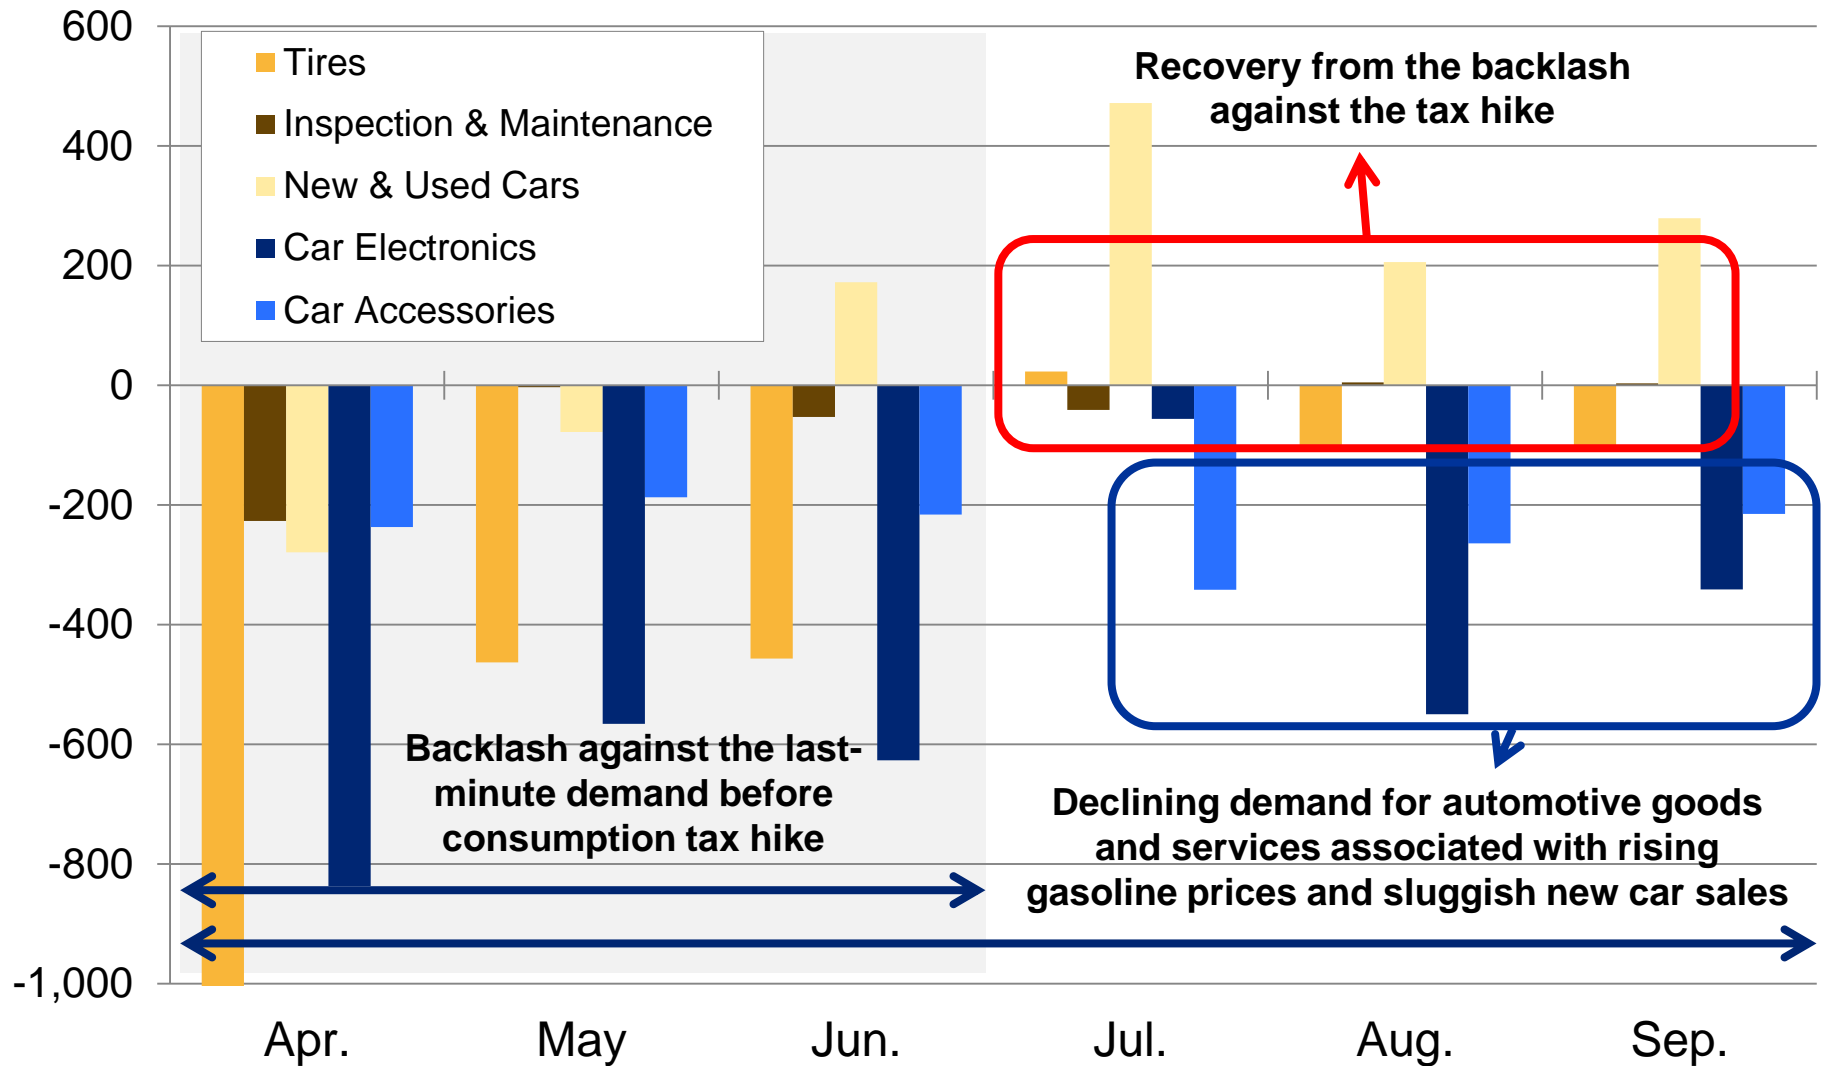 600
400
200
0
-200
-400
-600
-800
-1,000
Tires
Inspection & Maintenance
New & Used Cars
Car Electronics
Car Accessories
Recovery from the backlash
against the tax hike
Backlash against the last-
minute demand before
consumption tax hike
Declining demand for automotive goods
and services associated with rising
gasoline prices and sluggish new car sales
Apr.
May
Jun.
Jul.
Aug.
Sep.